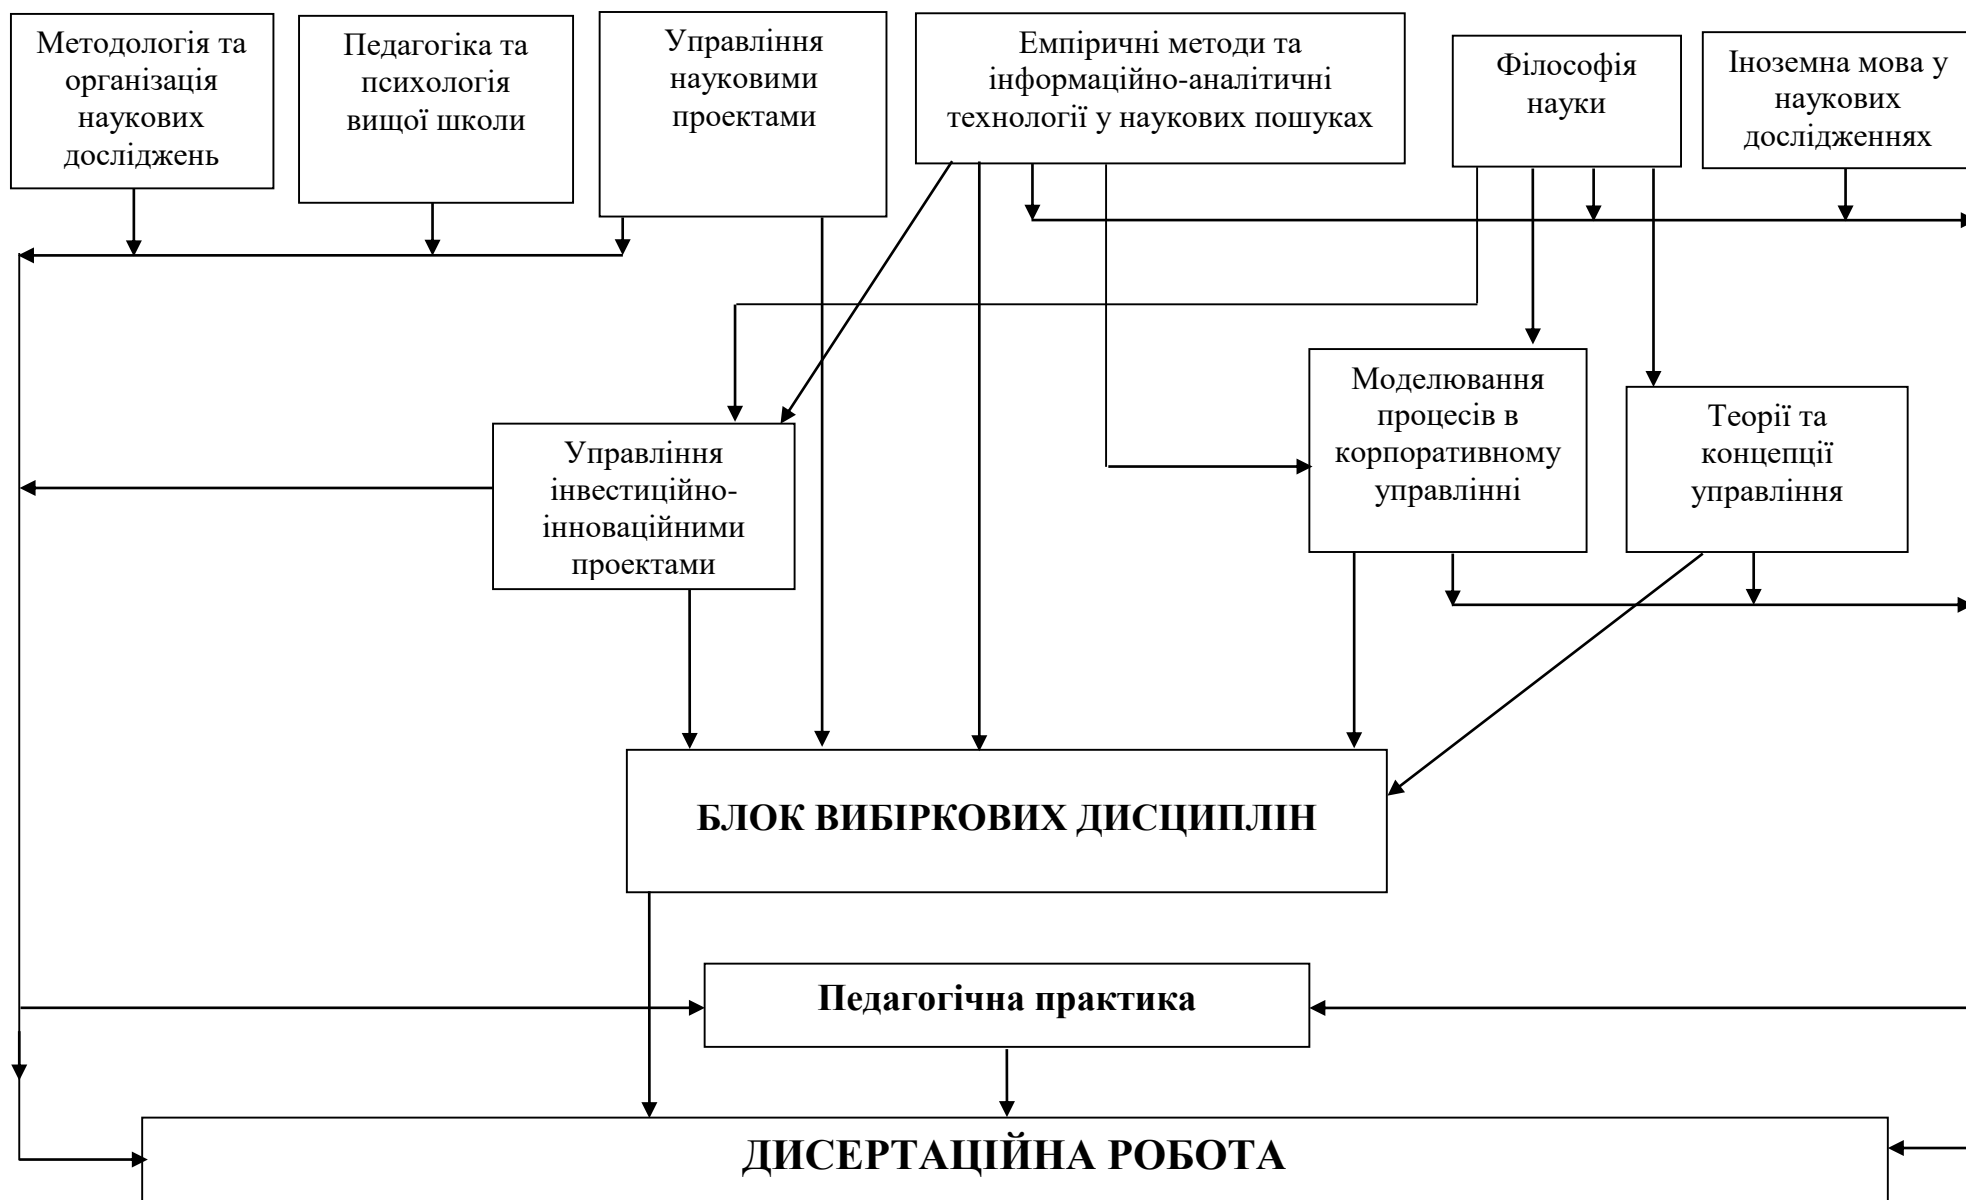 Методологія та
організація
наукових
досліджень
Педагогіка та
психологія
вищої школи
Управління
науковими
проектами
Емпіричні методи та
інформаційно-аналітичні
технології у наукових пошуках
Філософія
науки
Іноземна мова у
наукових
дослідженнях
Управління
інвестиційно-
інноваційними
проектами
Моделювання
процесів в
корпоративному
управлінні
Теорії та
концепції
управління
БЛОК ВИБІРКОВИХ ДИСЦИПЛІН
Педагогічна практика
ДИСЕРТАЦІЙНА РОБОТА